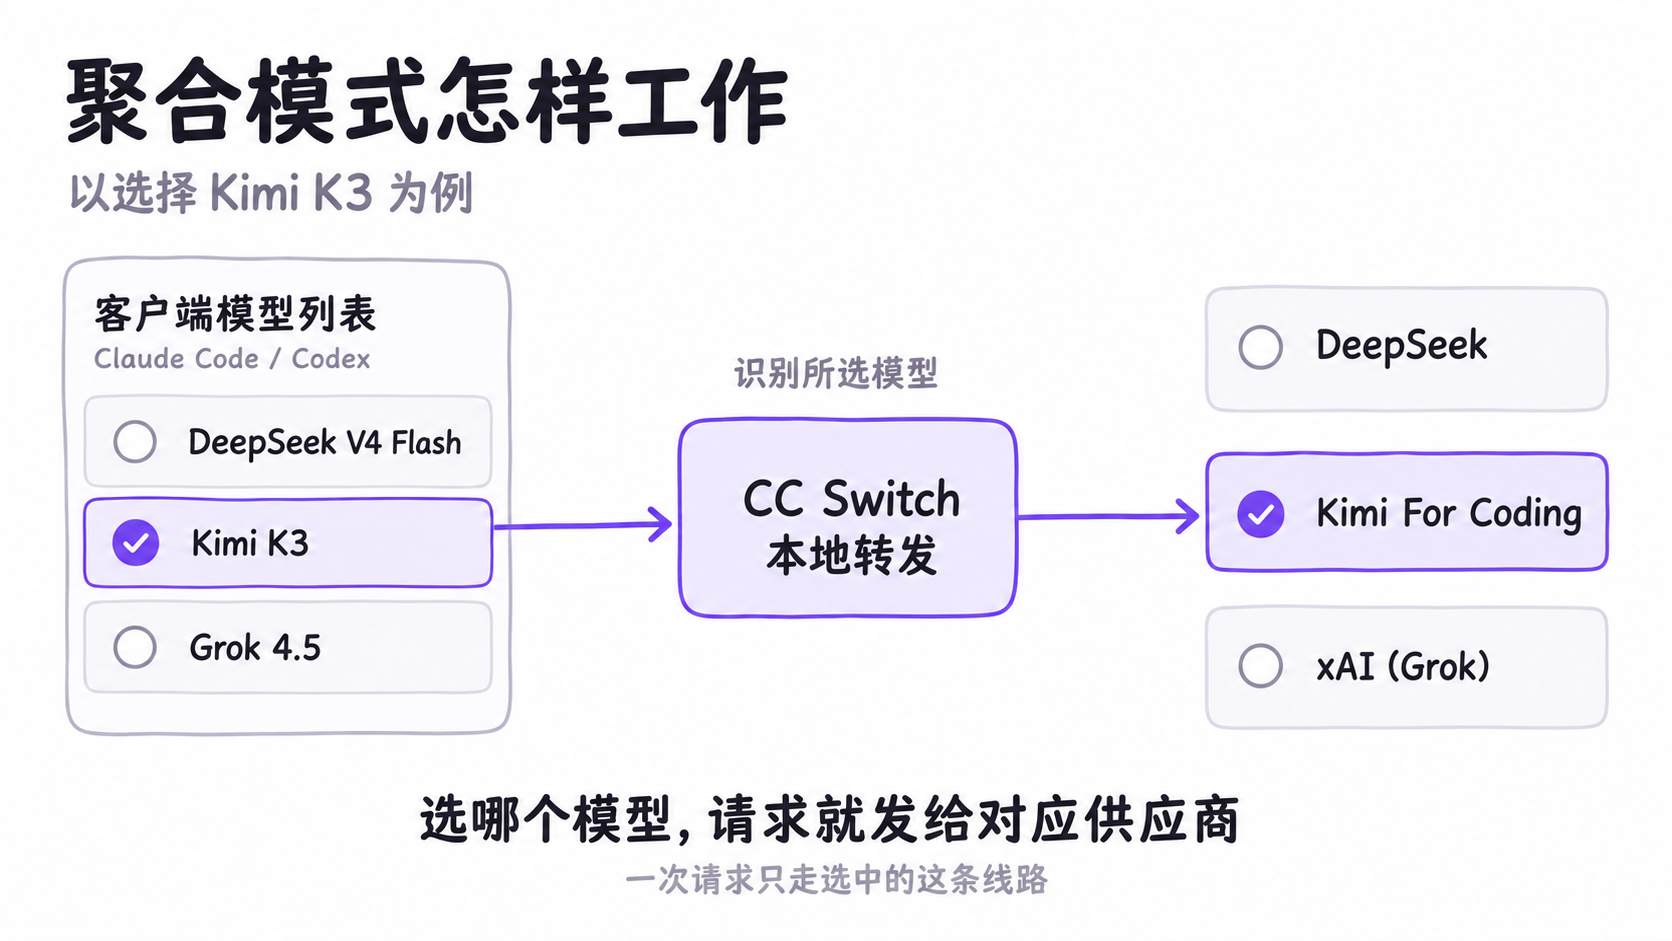 聚合模式怎样工作
以选择 Kimi K3 为例
客户端模型列表
Claude Code / Codex
DeepSeek V4 Flash
Kimi K3
Grok 4.5
识别所选模型
CC Switch
本地转发
DeepSeek
Kimi For Coding
xAI (Grok)
选哪个模型, 请求就发给对应供应商
一次请求只走选中的这条线路